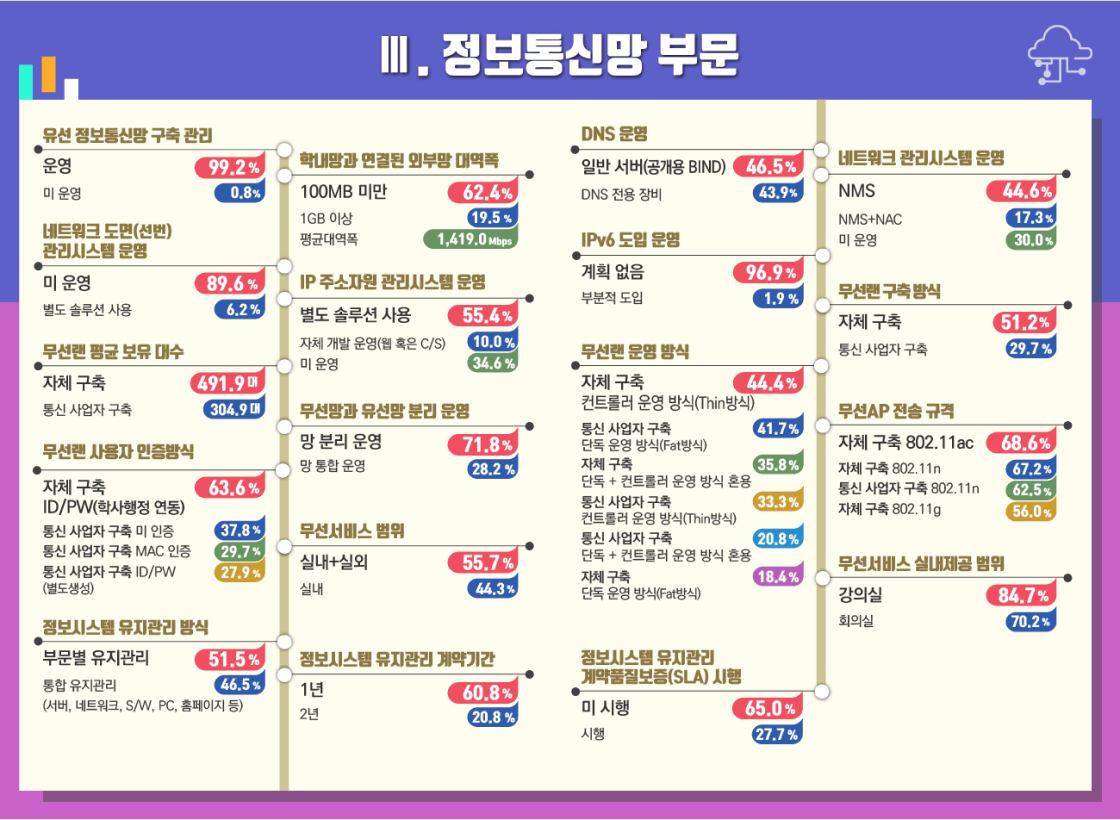 Ⅲ. 정보통신망 부문
유선 정보통신망 구축 관리
운영 99.2%
미 운영 0.8%
네트워크 도면(선번)
관리시스템 운영
미 운영 89.6%
별도 솔루션 사용 6.2%
무선랜 평균 보유 대수
자체 구축 491.9대
통신 사업자 구축 304.9대
무선랜 사용자 인증방식
자체 구축 63.6%
ID/PW(학사행정 연동)
통신 사업자 구축 미 인증 37.8%
통신 사업자 구축 MAC 인증 29.7%
통신 사업자 구축 ID/PW 27.9%
(별도생성)
정보시스템 유지관리 방식
부문별 유지관리 51.5%
통합 유지관리 46.5%
(서버, 네트워크, S/W, PC, 홈페이지 등)
학내망과 연결된 외부망 대역폭
100MB 미만 62.4%
1GB 이상 19.5%
평균대역폭 1,419.0Mbps
IP 주소자원 관리시스템 운영
별도 솔루션 사용 55.4%
자체 개발 운영(웹 혹은 C/S) 10.0%
미 운영 34.6%
무선망과 유선망 분리 운영
망 분리 운영 71.8%
망 통합 운영 28.2%
무선서비스 범위
실내+실외 55.7%
실내 44.3%
정보시스템 유지관리 계약기간
1년 60.8%
2년 20.8%
DNS 운영
일반 서버(공개용 BIND) 46.5%
DNS 전용 장비 43.9%
IPv6 도입 운영
계획 없음 96.9%
부분적 도입 1.9%
무선랜 운영 방식
자체 구축 44.4%
컨트롤러 운영 방식(Thin방식)
통신 사업자 구축 41.7%
단독 운영 방식(Fat방식)
자체 구축 35.8%
단독 + 컨트롤러 운영 방식 혼용
통신 사업자 구축 33.3%
컨트롤러 운영 방식(Thin방식)
통신 사업자 구축 20.8%
단독 + 컨트롤러 운영 방식 혼용
자체 구축 18.4%
단독 운영 방식(Fat방식)
정보시스템 유지관리
계약품질보증(SLA) 시행
미 시행 65.0%
시행 27.7%
네트워크 관리시스템 운영
NMS 44.6%
NMS+NAC 17.3%
미 운영 30.0%
무선랜 구축 방식
자체 구축 51.2%
통신 사업자 구축 29.7%
무선AP 전송 규격
자체 구축 802.11ac 68.6%
자체 구축 802.11n 67.2%
통신 사업자 구축 802.11n 62.5%
자체 구축 802.11g 56.0%
무선서비스 실내제공 범위
강의실 84.7%
회의실 70.2%